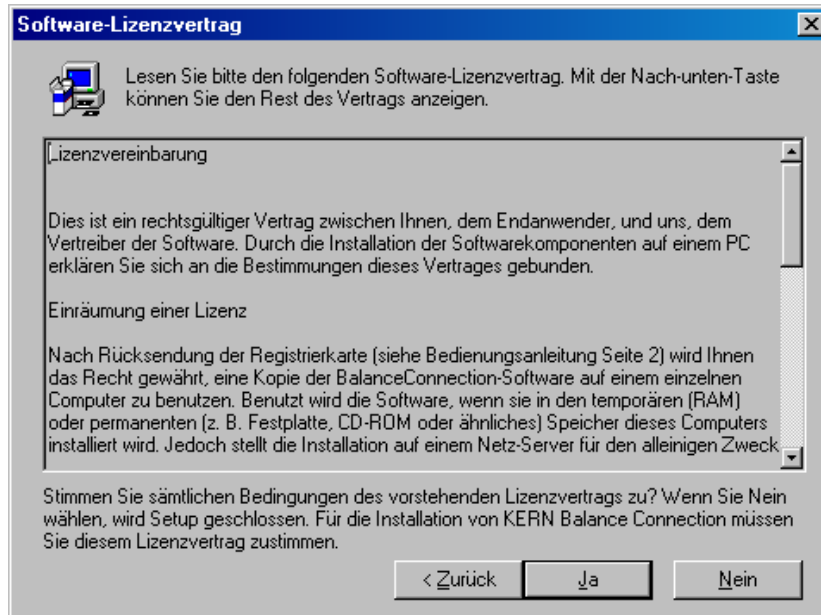 Software-Lizenzvertrag
Lesen Sie bitte den folgenden Software-Lizenzvertrag. Mit der Nach-unten-Taste
können Sie den Rest des Vertrags anzeigen.
Lizenzvereinbarung
Dies ist ein rechtsgültiger Vertrag zwischen Ihnen, dem Endanwender, und uns, dem
Vertreiber der Software. Durch die Installation der Softwarekomponenten auf einem PC
erklären Sie sich an die Bestimmungen dieses Vertrages gebunden.
Einräumung einer Lizenz
Nach Rücksendung der Registrierkarte (siehe Bedienungsanleitung Seite 2) wird Ihnen
das Recht gewährt, eine Kopie der BalanceConnection-Software auf einem einzelnen
Computer zu benutzen. Benutzt wird die Software, wenn sie in den temporären (RAM)
oder permanenten (z. B. Festplatte, CD-ROM oder ähnliches) Speicher dieses Computers
installiert wird. Jedoch stellt die Installation auf einem Netz-Server für den alleinigen Zweck
Stimmen Sie sämtlichen Bedingungen des vorstehenden Lizenzvertrags zu? Wenn Sie Nein
wählen, wird Setup geschlossen. Für die Installation von KERN Balance Connection müssen
Sie diesem Lizenzvertrag zustimmen.
< Zurück Ja Nein